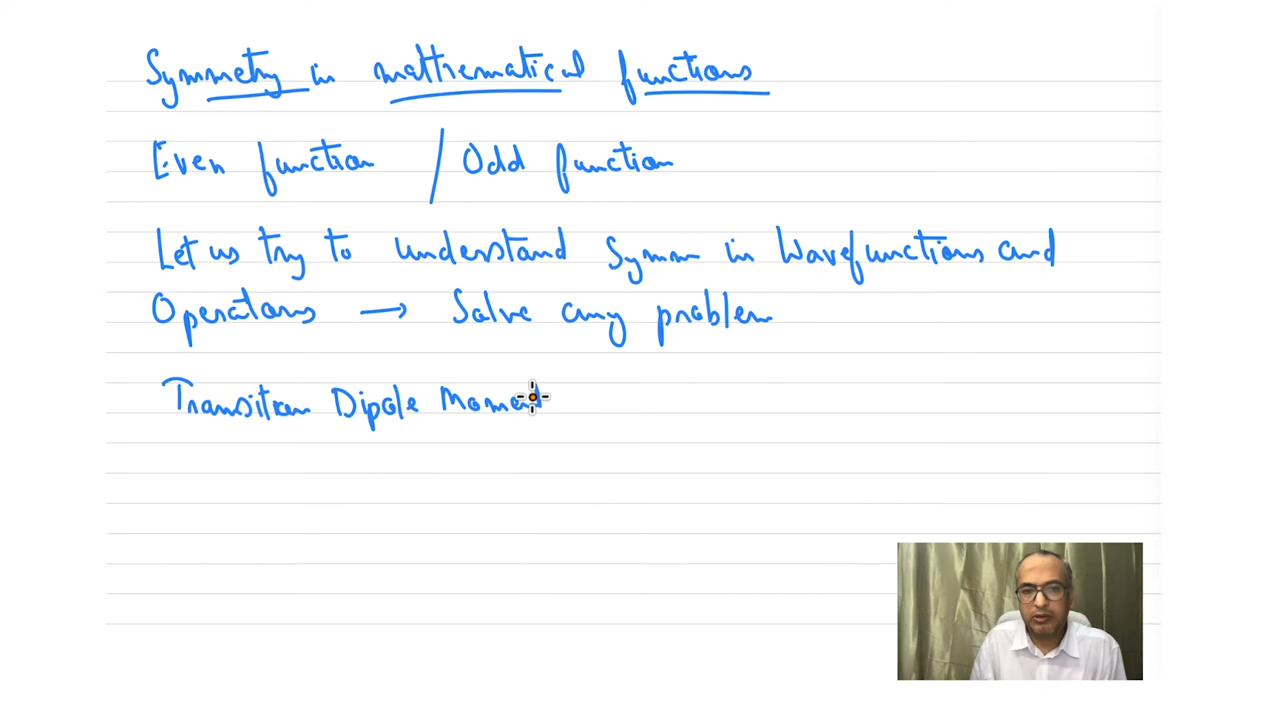 Symmetry in mathematical functions
Even function / Odd function
Let us try to understand Symm in Wavefunctions and
Operators → Solve any problem
Transition Dipole Moment